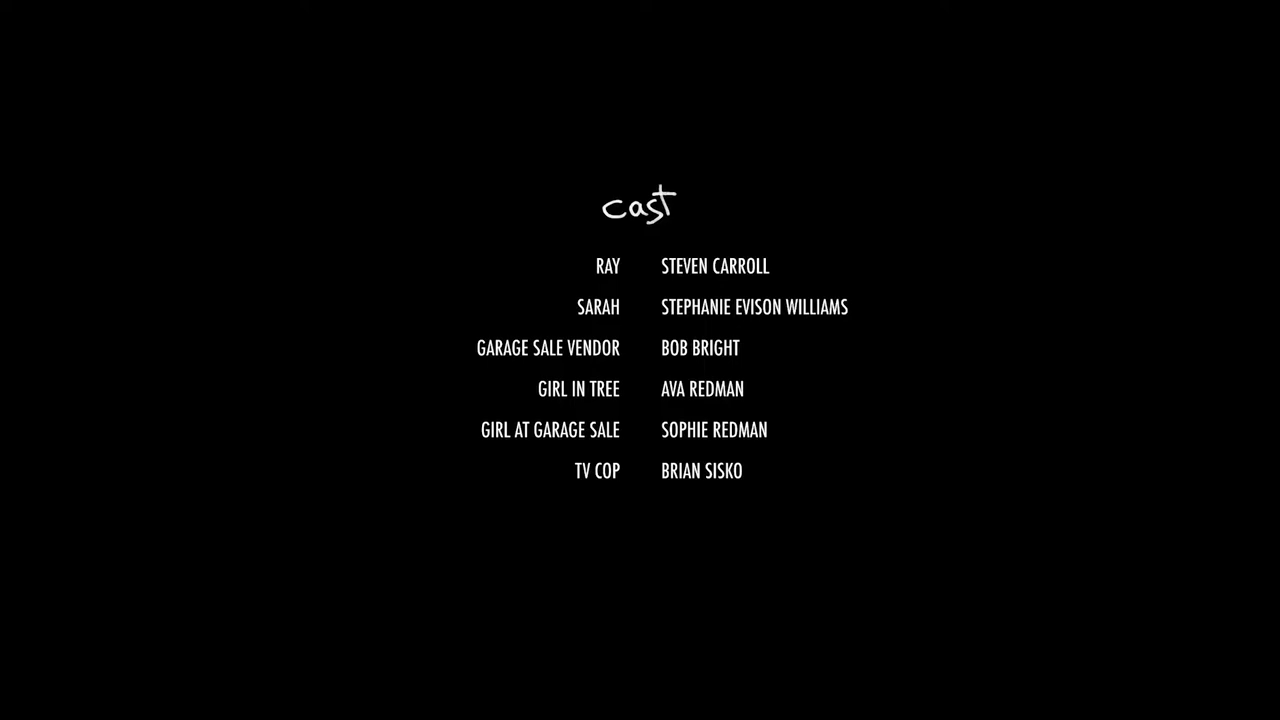 cast
RAY STEVEN CARROLL
SARAH STEPHANIE EVISON WILLIAMS
GARAGE SALE VENDOR BOB BRIGHT
GIRL IN TREE AVA REDMAN
GIRL AT GARAGE SALE SOPHIE REDMAN
TV COP BRIAN SISKO